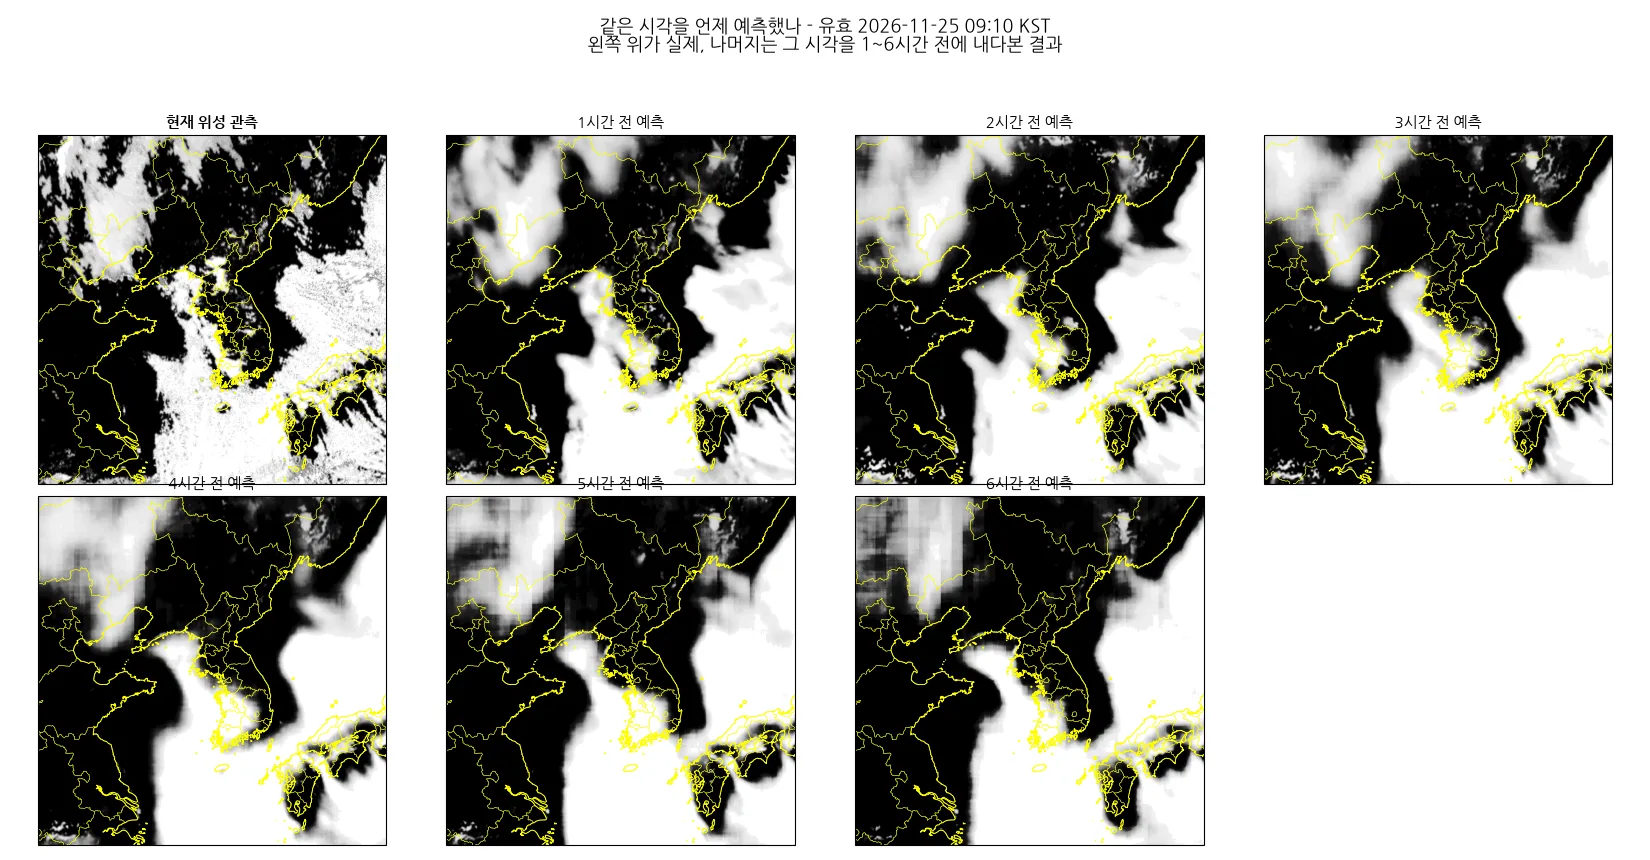 같은 시각을 언제 예측했나 - 유효 2026-11-25 09:10 KST
왼쪽 위가 실제, 나머지는 그 시각을 1~6시간 전에 내다본 결과
현재 위성 관측
1시간 전 예측
2시간 전 예측
3시간 전 예측
4시간 전 예측
5시간 전 예측
6시간 전 예측